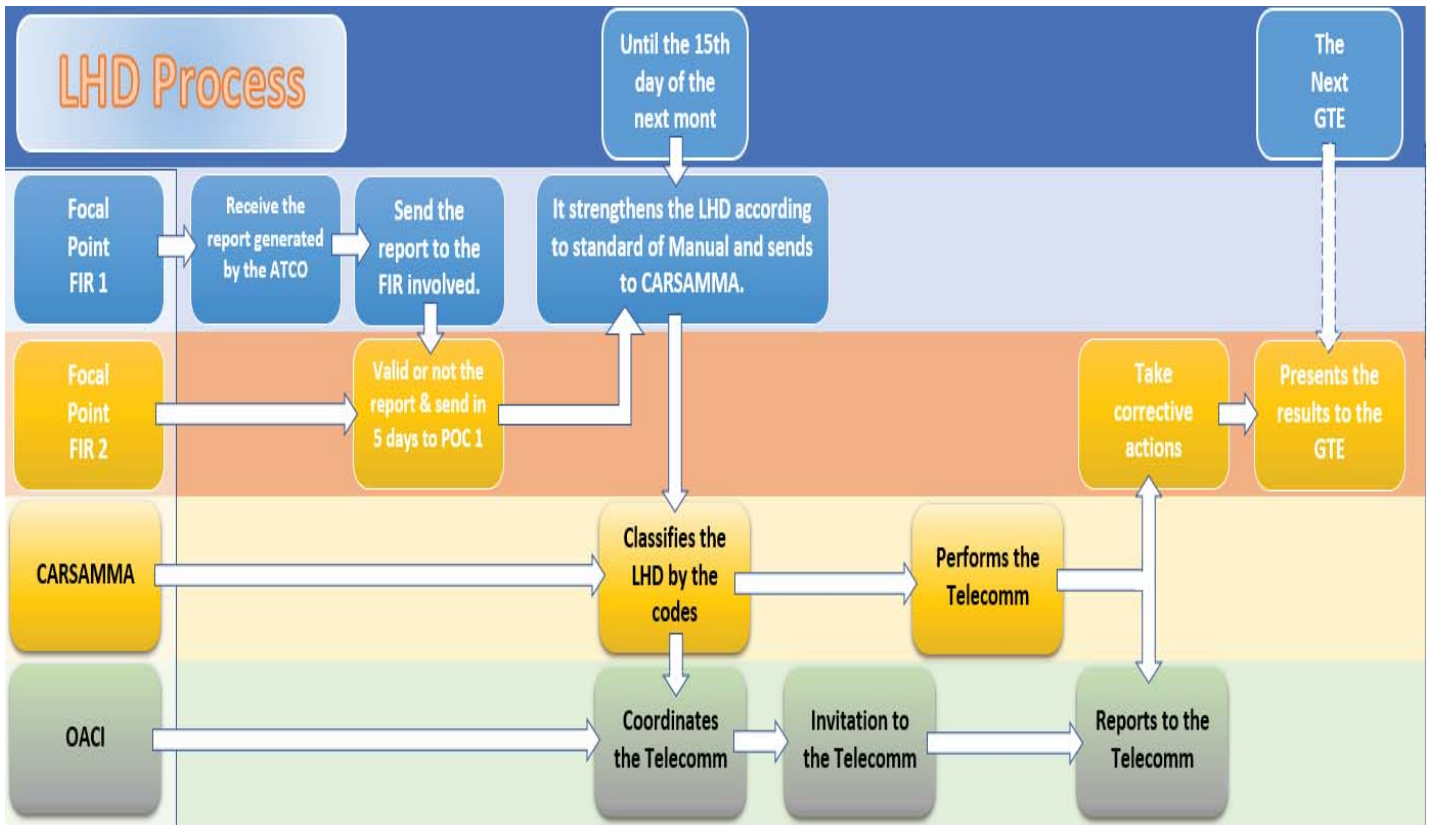 LHD Process
Until the 15th
day of the
next mont
The
Next
GTE
Focal
Point
FIR 1
Receive the
report generated
by the ATCO
Send the
report to the
FIR involved.
It strengthens the LHD according
to standard of Manual and sends
to CARSAMMA.
Focal
Point
FIR 2
Valid or not the
report & send in
5 days to POC 1
Take
corrective
actions
Presents the
results to the
GTE
CARSAMMA
Classifies the
LHD by the
codes
Performs the
Telecomm
OACI
Coordinates
the Telecomm
Invitation to
the Telecomm
Reports to the
Telecomm